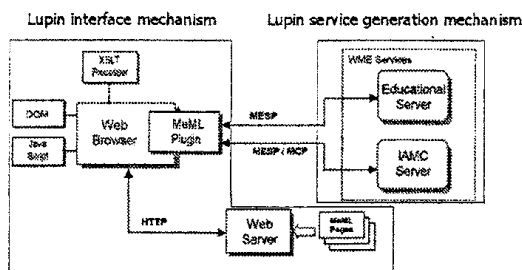 Lupin interface mechanism
Lupin service generation mechanism
XSLT
Processor
WME Services
Educational
Server
DOM
Web
Browser
MeML
Plugin
MESP
Java
Script
MESP / MCP
IAMC
Server
HTTP
Web
Server
MeML
Pages